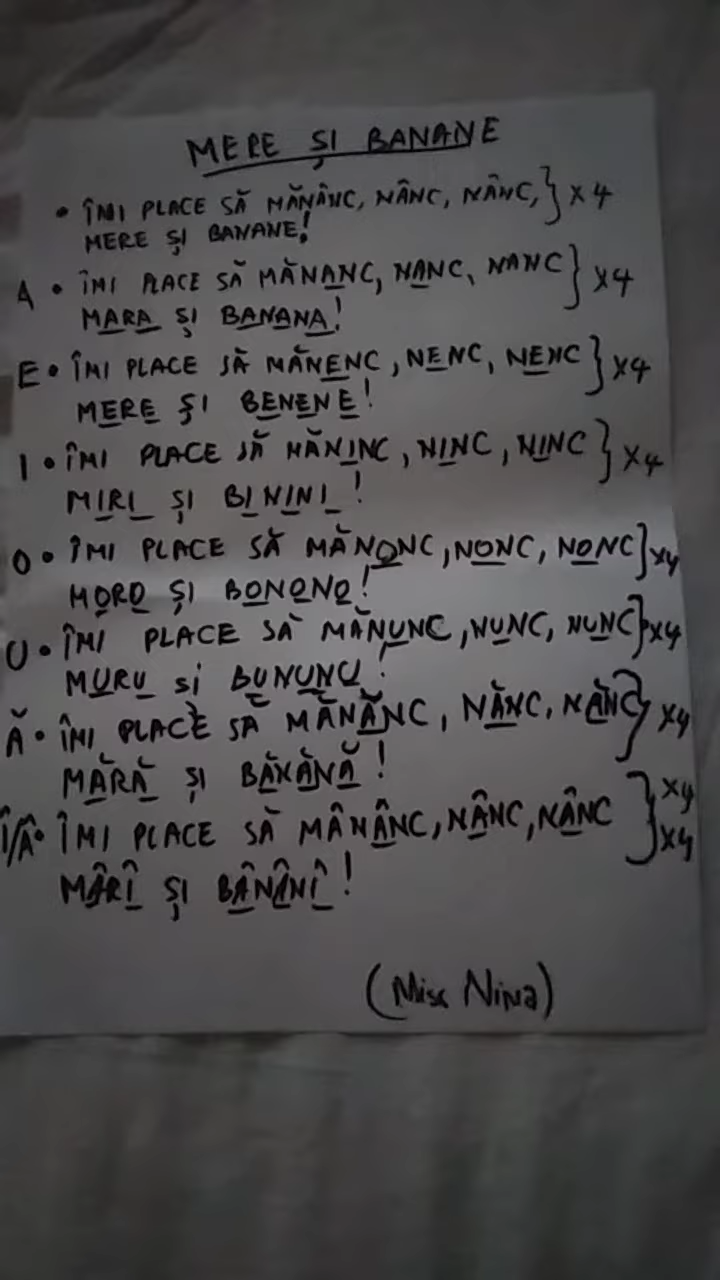 MERE ȘI BANANE
• ÎMI PLACE SĂ MĂNÂNC, NÂNC, NÂNC, } x4
MERE ȘI BANANE!
A • ÎMI PLACE SĂ MĂNANC, NANC, NANC } x4
MARA ȘI BANANA!
E • ÎMI PLACE SĂ MĂNENC, NENC, NENC } x4
MERE ȘI BENENE!
I • ÎMI PLACE SĂ MĂNINC, NINC, NINC } x4
MIRI ȘI BININI!
O • ÎMI PLACE SĂ MĂNONC, NONC, NONC } x4
MORO ȘI BONONO!
U • ÎMI PLACE SĂ MĂNUNC, NUNC, NUNC } x4
MURU și BUNUNU!
Ă • ÎMI PLACE SĂ MĂNĂNC, NĂNC, NĂNC } x4
MĂRĂ ȘI BĂNĂNĂ!
Î/Â • ÎMI PLACE SĂ MÂNÂNC, NÂNC, NÂNC } x4
x4
MÂRÎ ȘI BÂNÂNÎ!
(Miss Nina)